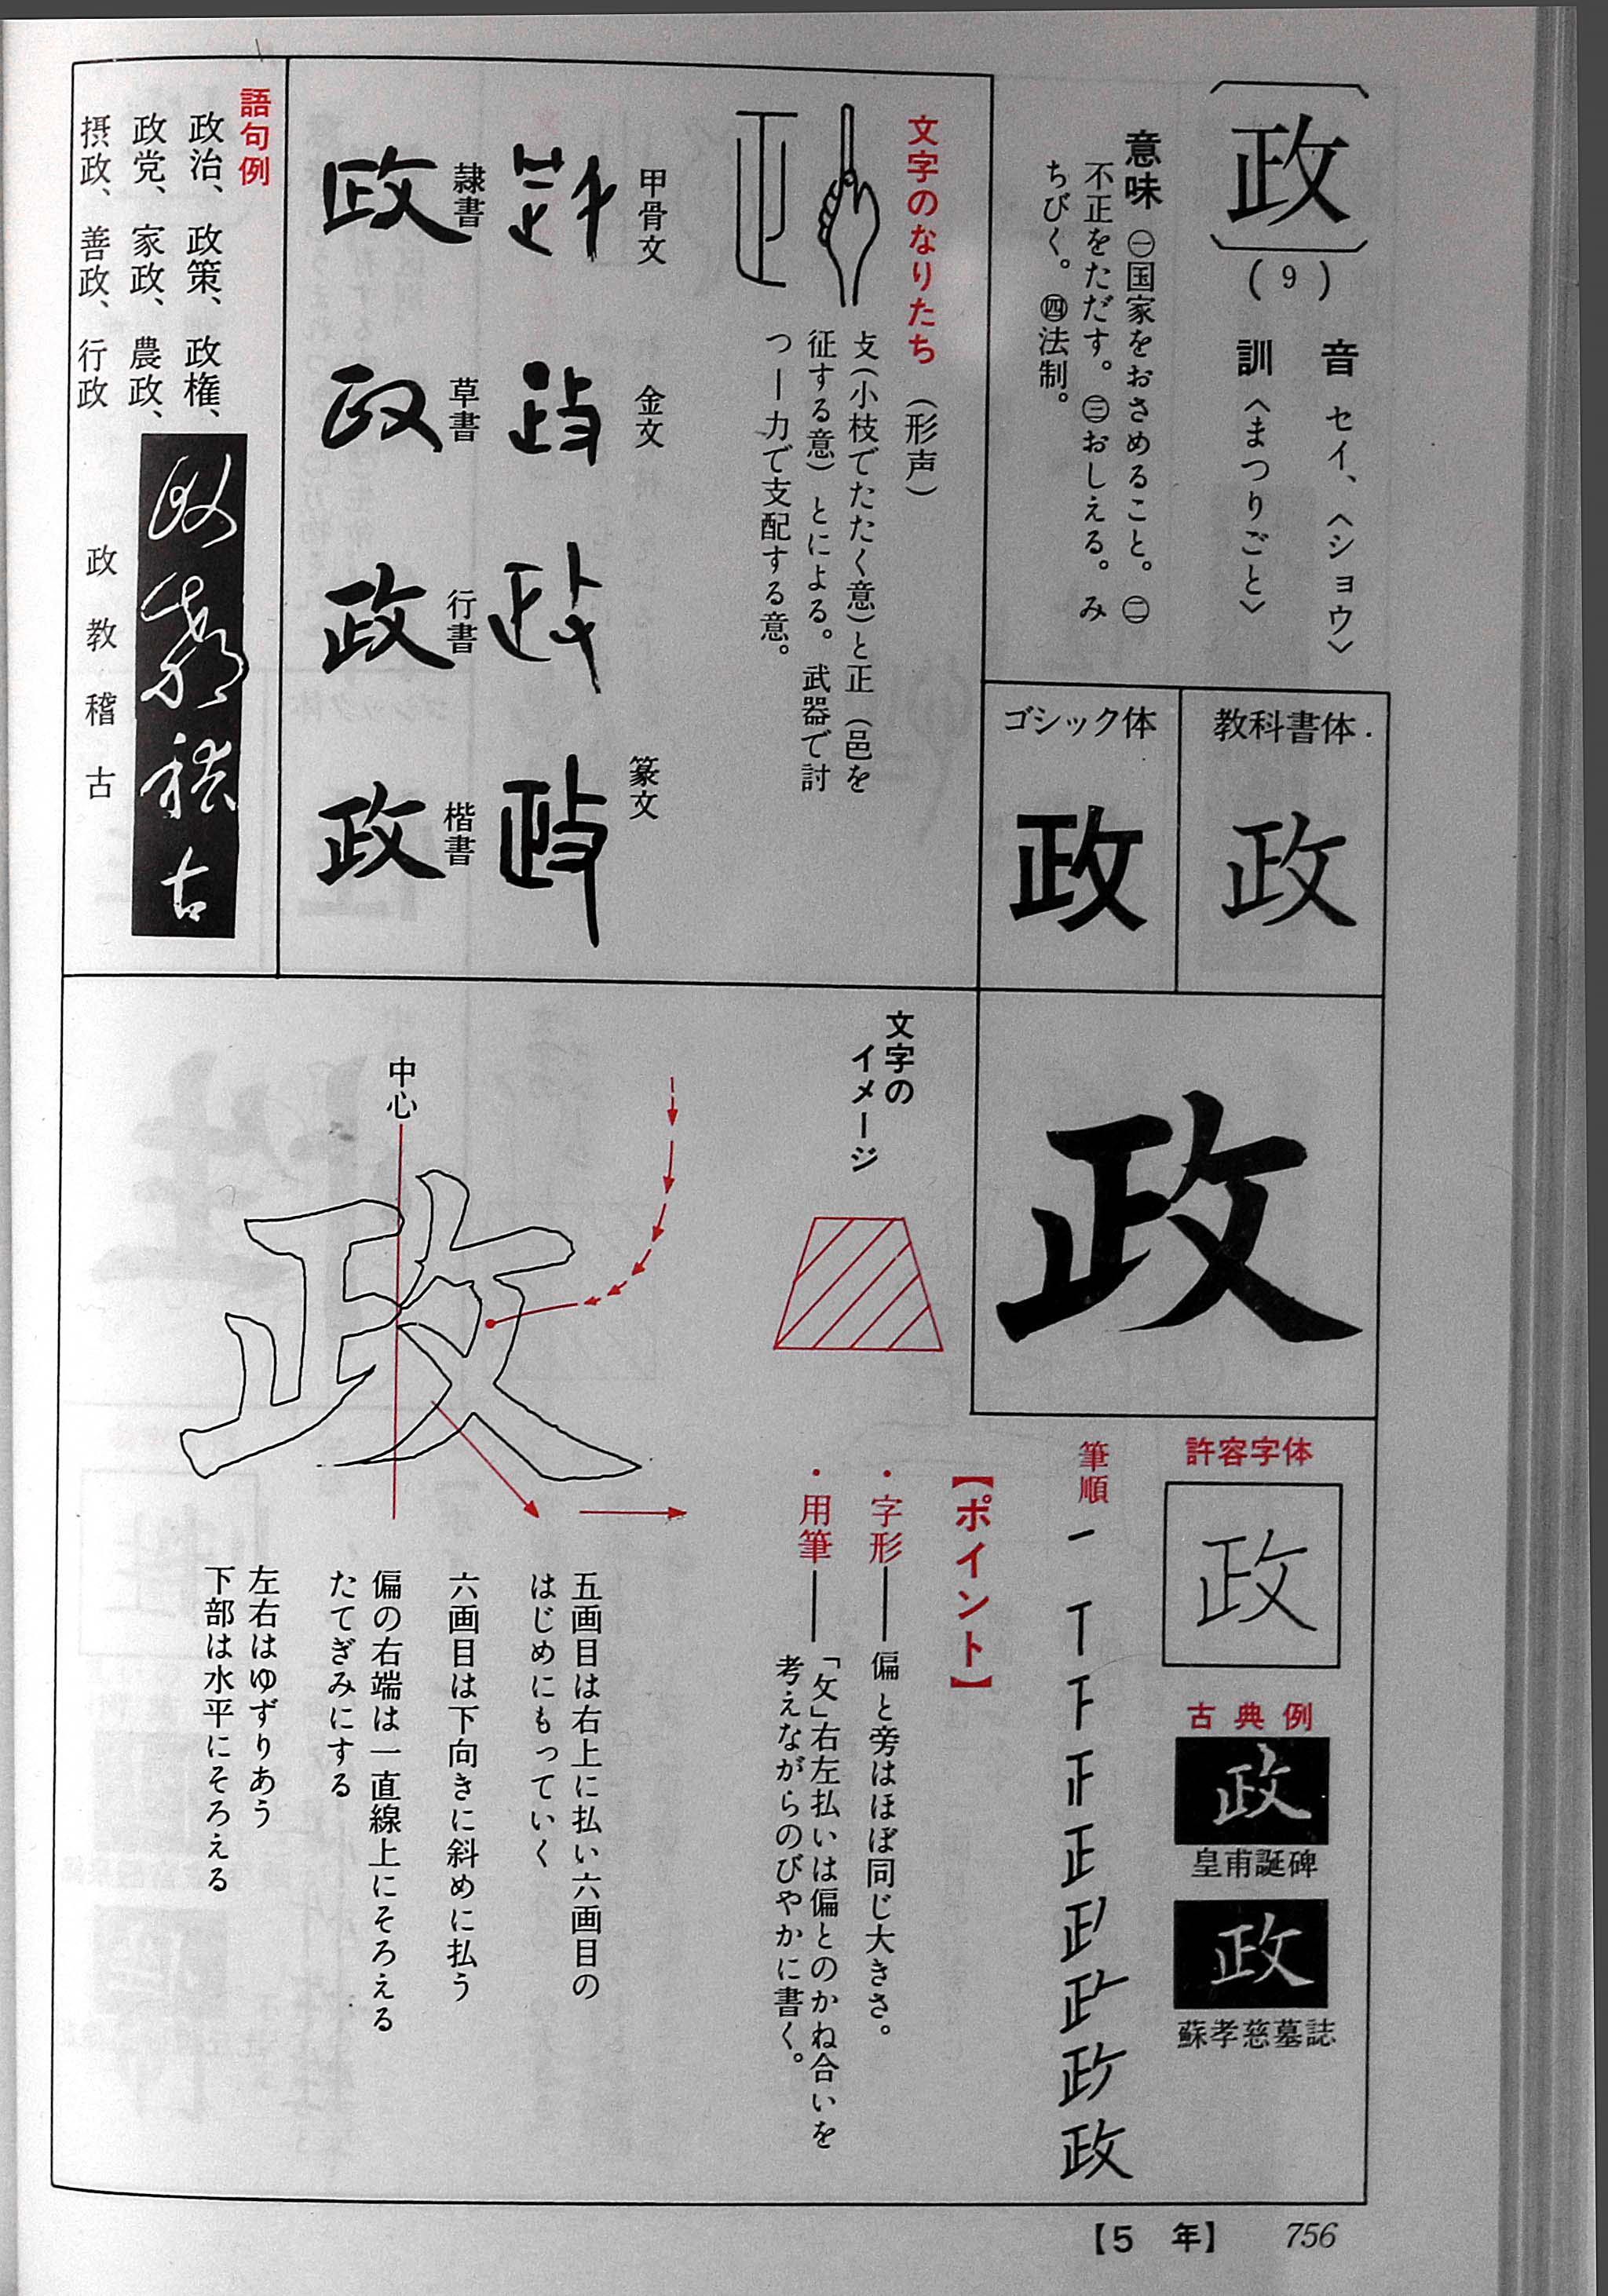 政
(9)
音 セイ、〈ショウ〉
訓 〈まつりごと〉
意味 ㊀国家をおさめること。㊁
不正をただす。㊂おしえる。み
ちびく。㊃法制。
教科書体
政
ゴシック体
政
文字のなりたち(形声)
攴(小枝でたたく意)と正(邑を
征する意)とによる。武器で討
つ―力で支配する意。
甲骨文
金文
篆文
隷書
政
草書
政
行書
政
楷書
政
語句例
政治、政策、政権、
政党、家政、農政、
摂政、善政、行政
政教稽古
政教稽古
政
許容字体
政
古典例
政
皇甫誕碑
政
蘇孝慈墓誌
筆順
政
【ポイント】
・字形――偏と旁はほぼ同じ大きさ。
・用筆――「攵」右左払いは偏とのかね合いを
考えながらのびやかに書く。
文字の
イメージ
中心
政
五画目は右上に払い六画目の
はじめにもっていく
六画目は下向きに斜めに払う
偏の右端は一直線上にそろえる
たてぎみにする
左右はゆずりあう
下部は水平にそろえる
【5年】
756